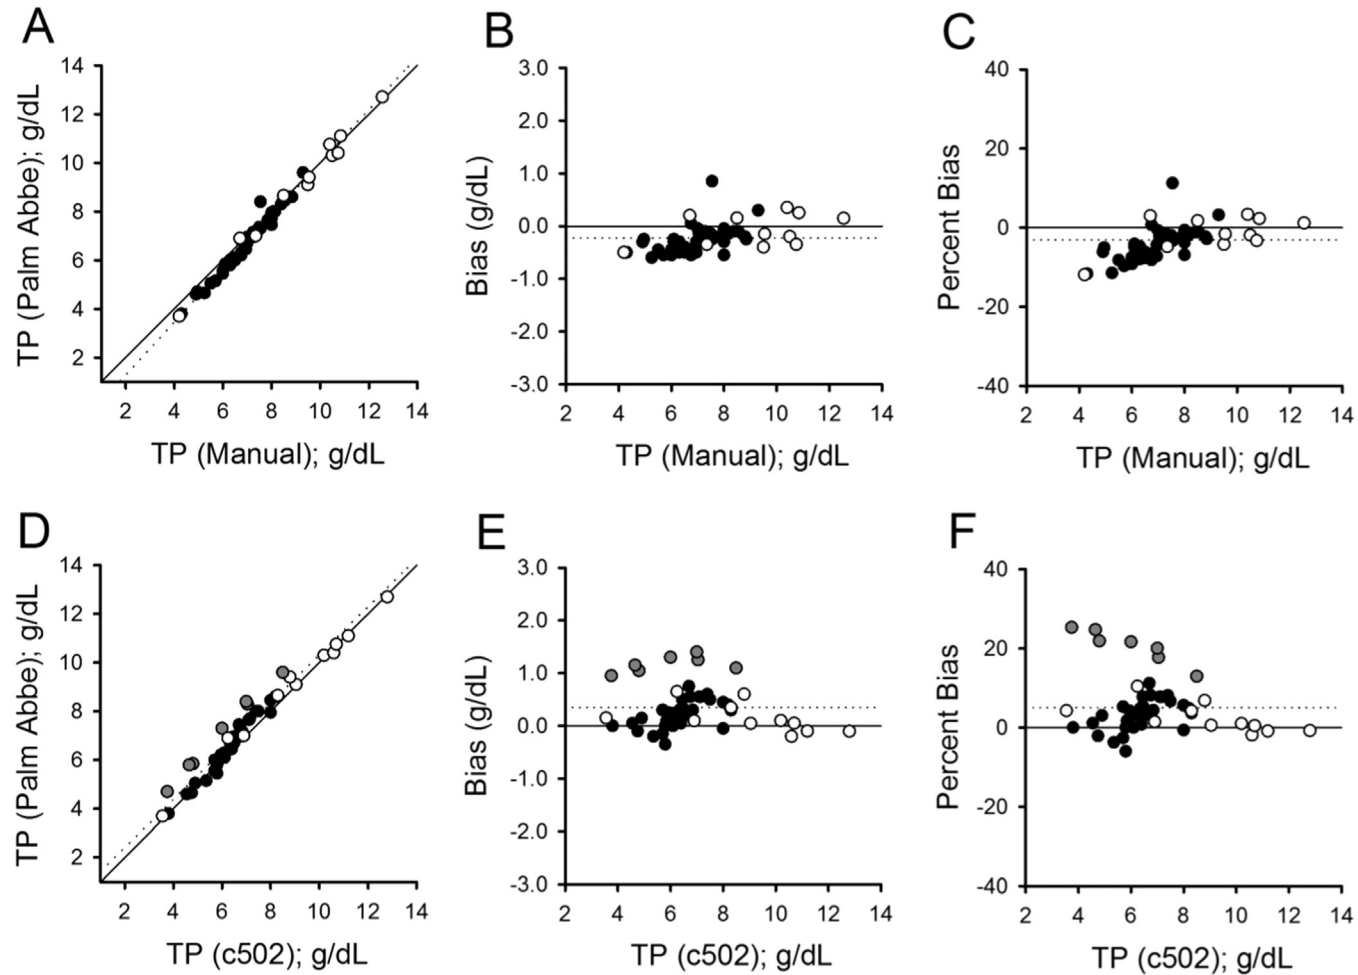 A
TP (Palm Abbe); g/dL
14
12
10
8
6
4
2
2 4 6 8 10 12 14
TP (Manual); g/dL
B
Bias (g/dL)
3.0
2.0
1.0
0.0
-1.0
-2.0
-3.0
2 4 6 8 10 12 14
TP (Manual); g/dL
C
Percent Bias
40
20
0
-20
-40
2 4 6 8 10 12 14
TP (Manual); g/dL
D
TP (Palm Abbe); g/dL
14
12
10
8
6
4
2
2 4 6 8 10 12 14
TP (c502); g/dL
E
Bias (g/dL)
3.0
2.0
1.0
0.0
-1.0
-2.0
-3.0
2 4 6 8 10 12 14
TP (c502); g/dL
F
Percent Bias
40
20
0
-20
-40
2 4 6 8 10 12 14
TP (c502); g/dL